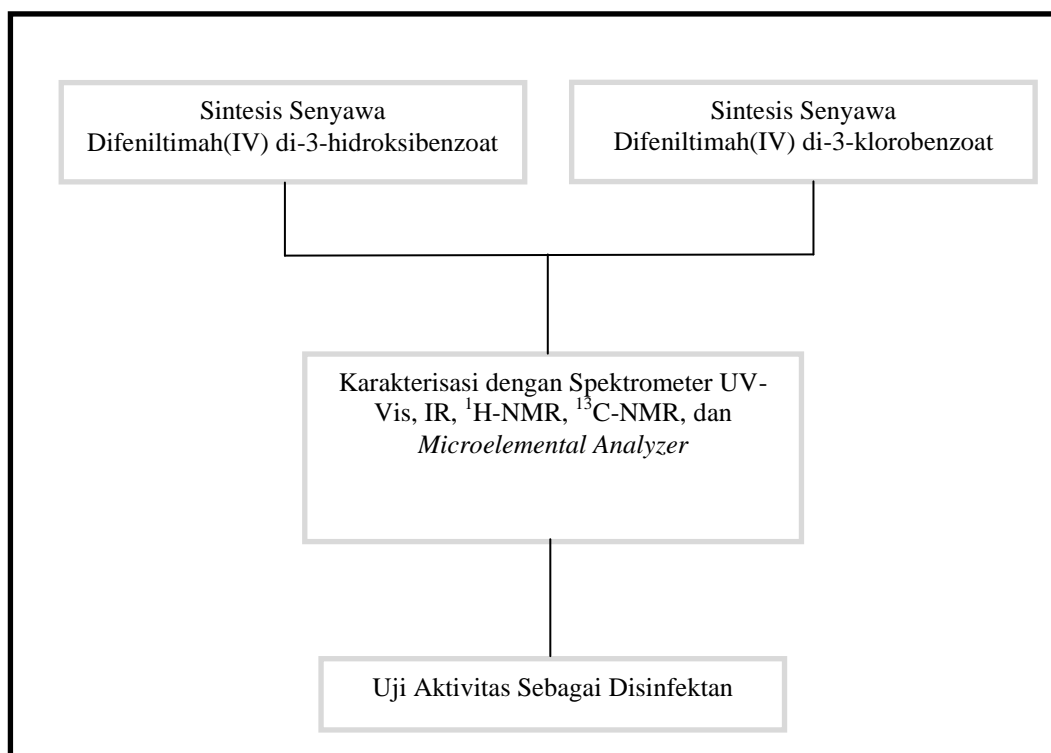 Sintesis Senyawa
Difeniltimah(IV) di-3-hidroksibenzoat
Sintesis Senyawa
Difeniltimah(IV) di-3-klorobenzoat
Karakterisasi dengan Spektrometer UV-
Vis, IR, ¹H-NMR, ¹³C-NMR, dan
Microelemental Analyzer
Uji Aktivitas Sebagai Disinfektan